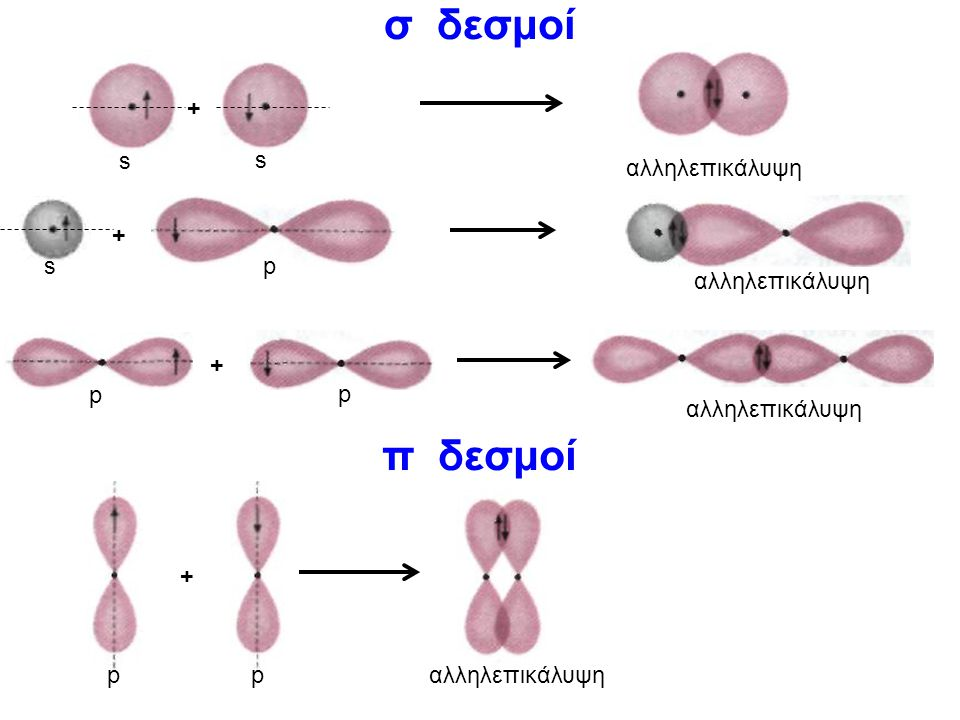 σ δεσμοί
+
s s
αλληλεπικάλυψη
+
s p
αλληλεπικάλυψη
+
p p
αλληλεπικάλυψη
π δεσμοί
+
p p αλληλεπικάλυψη